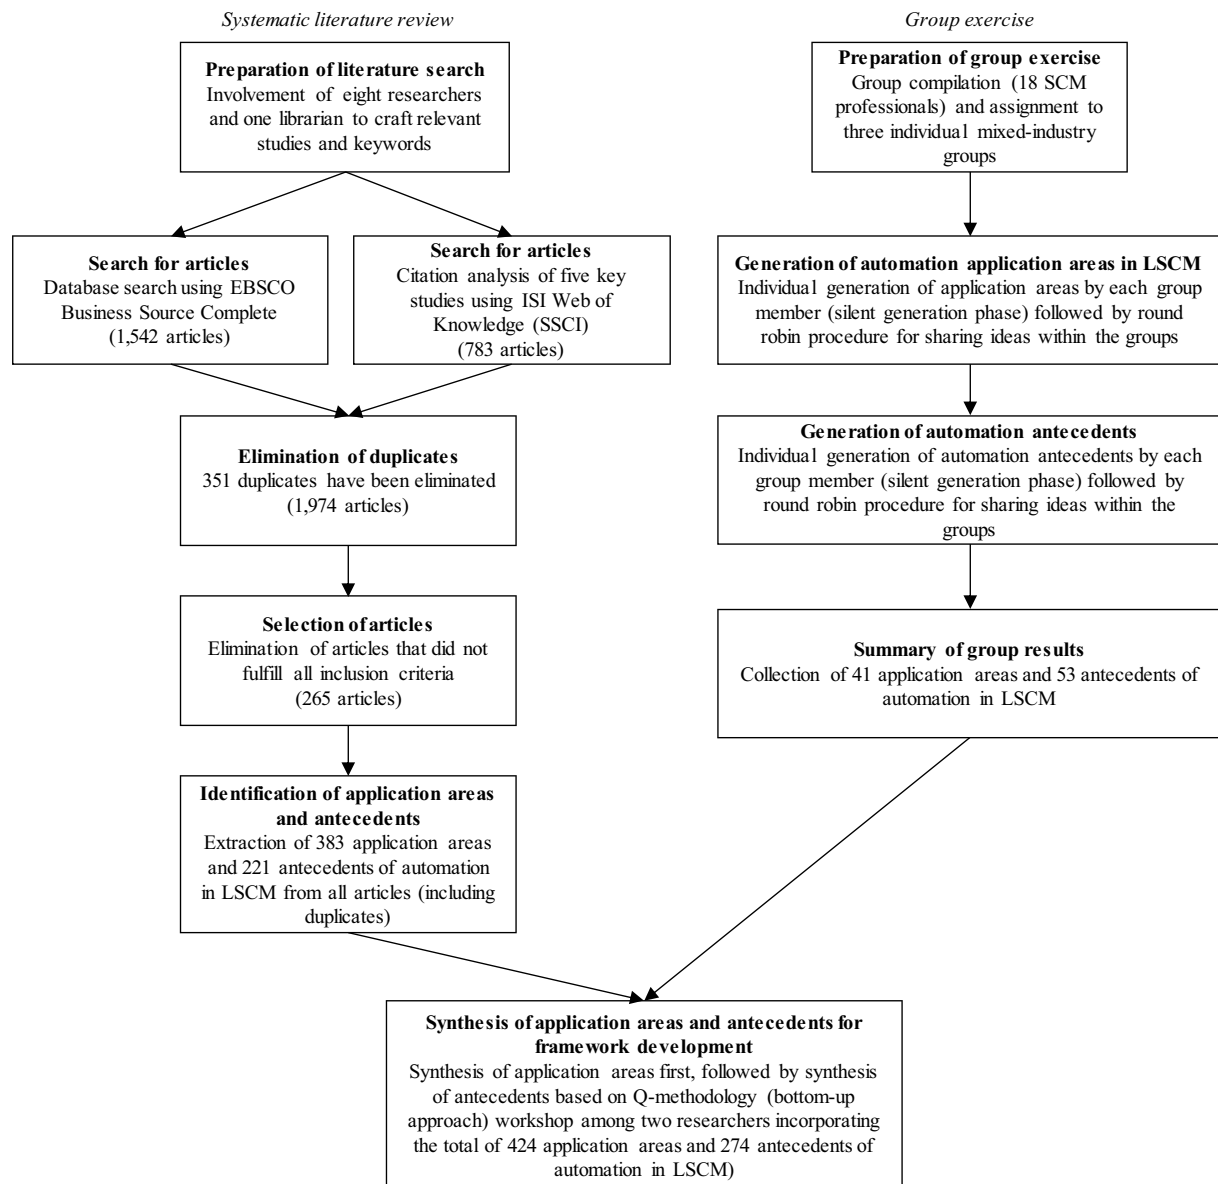 Systematic literature review
Group exercise
Preparation of literature search
Involvement of eight researchers
and one librarian to craft relevant
studies and keywords
Preparation of group exercise
Group compilation (18 SCM
professionals) and assignment to
three individual mixed-industry
groups
Search for articles
Database search using EBSCO
Business Source Complete
(1,542 articles)
Search for articles
Citation analysis of five key
studies using ISI Web of
Knowledge (SSCI)
(783 articles)
Generation of automation application areas in LSCM
Individual generation of application areas by each group
member (silent generation phase) followed by round
robin procedure for sharing ideas within the groups
Elimination of duplicates
351 duplicates have been eliminated
(1,974 articles)
Generation of automation antecedents
Individual generation of automation antecedents by each
group member (silent generation phase) followed by
round robin procedure for sharing ideas within the
groups
Selection of articles
Elimination of articles that did not
fulfill all inclusion criteria
(265 articles)
Summary of group results
Collection of 41 application areas and 53 antecedents of
automation in LSCM
Identification of application areas
and antecedents
Extraction of 383 application areas
and 221 antecedents of automation
in LSCM from all articles (including
duplicates)
Synthesis of application areas and antecedents for
framework development
Synthesis of application areas first, followed by synthesis
of antecedents based on Q-methodology (bottom-up
approach) workshop among two researchers incorporating
the total of 424 application areas and 274 antecedents of
automation in LSCM)